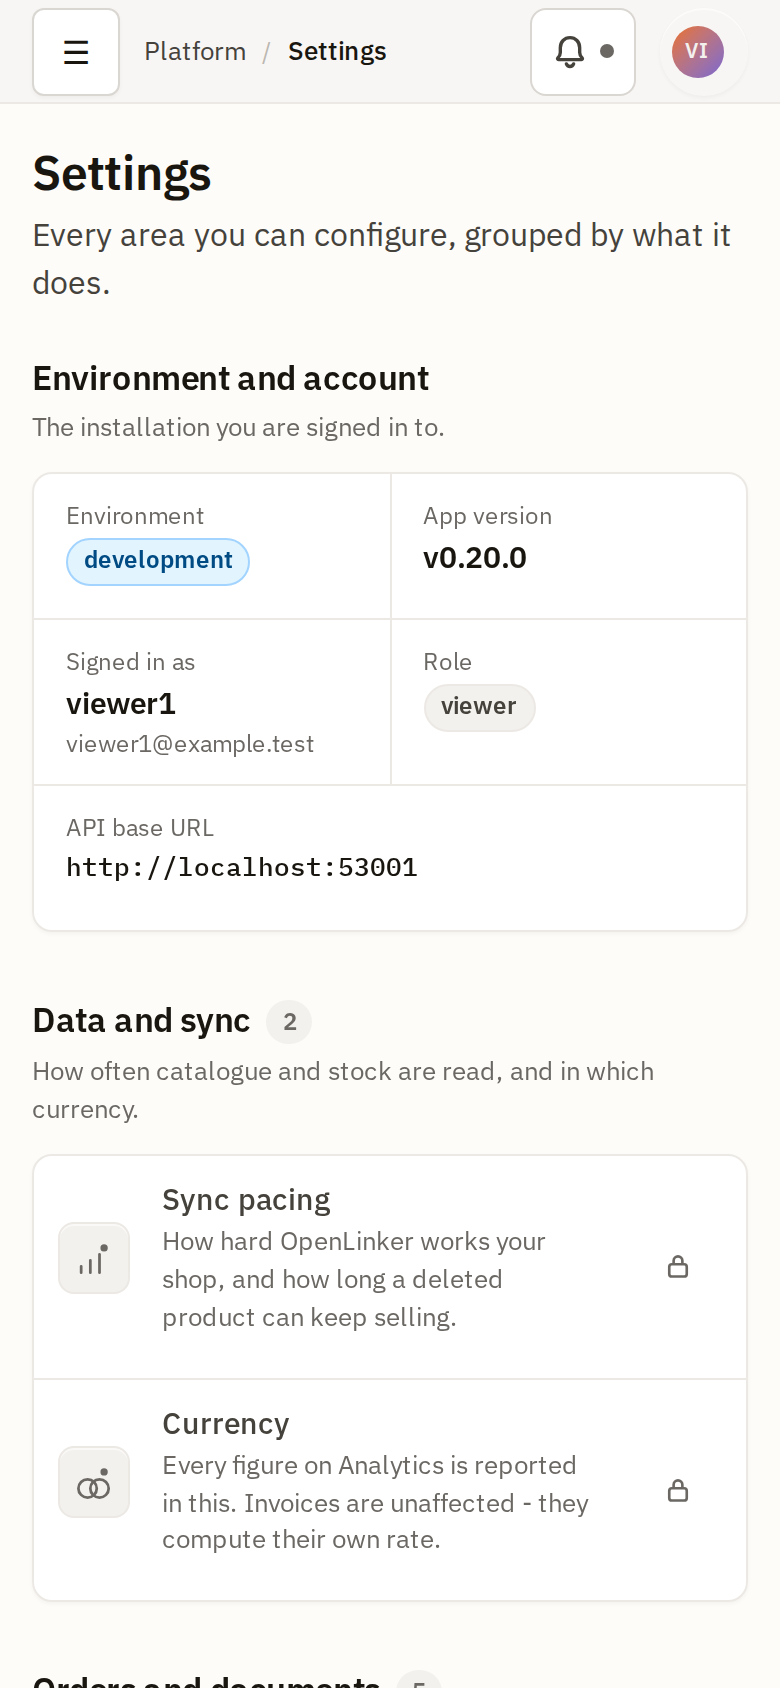 Platform / Settings
VI
Settings
Every area you can configure, grouped by what it
does.
Environment and account
The installation you are signed in to.
Environment
development
App version
v0.20.0
Signed in as
viewer1
viewer1@example.test
Role
viewer
API base URL
http://localhost:53001
Data and sync 2
How often catalogue and stock are read, and in which
currency.
Sync pacing
How hard OpenLinker works your
shop, and how long a deleted
product can keep selling.
Currency
Every figure on Analytics is reported
in this. Invoices are unaffected - they
compute their own rate.
Orders and documents 5